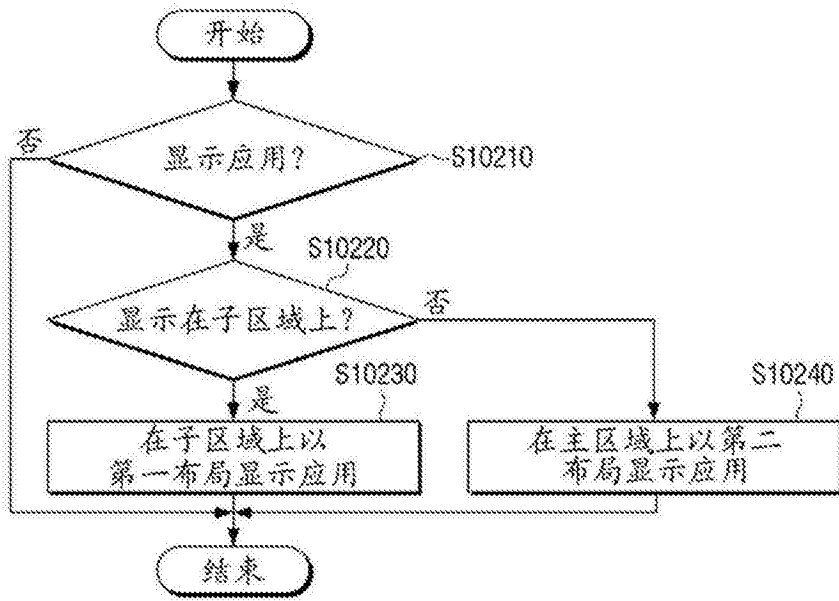 开始
否
显示应用?
S10210
是
S10220
显示在子区域上?
否
是
S10230
S10240
在子区域上以
第一布局显示应用
在主区域上以第二
布局显示应用
结束